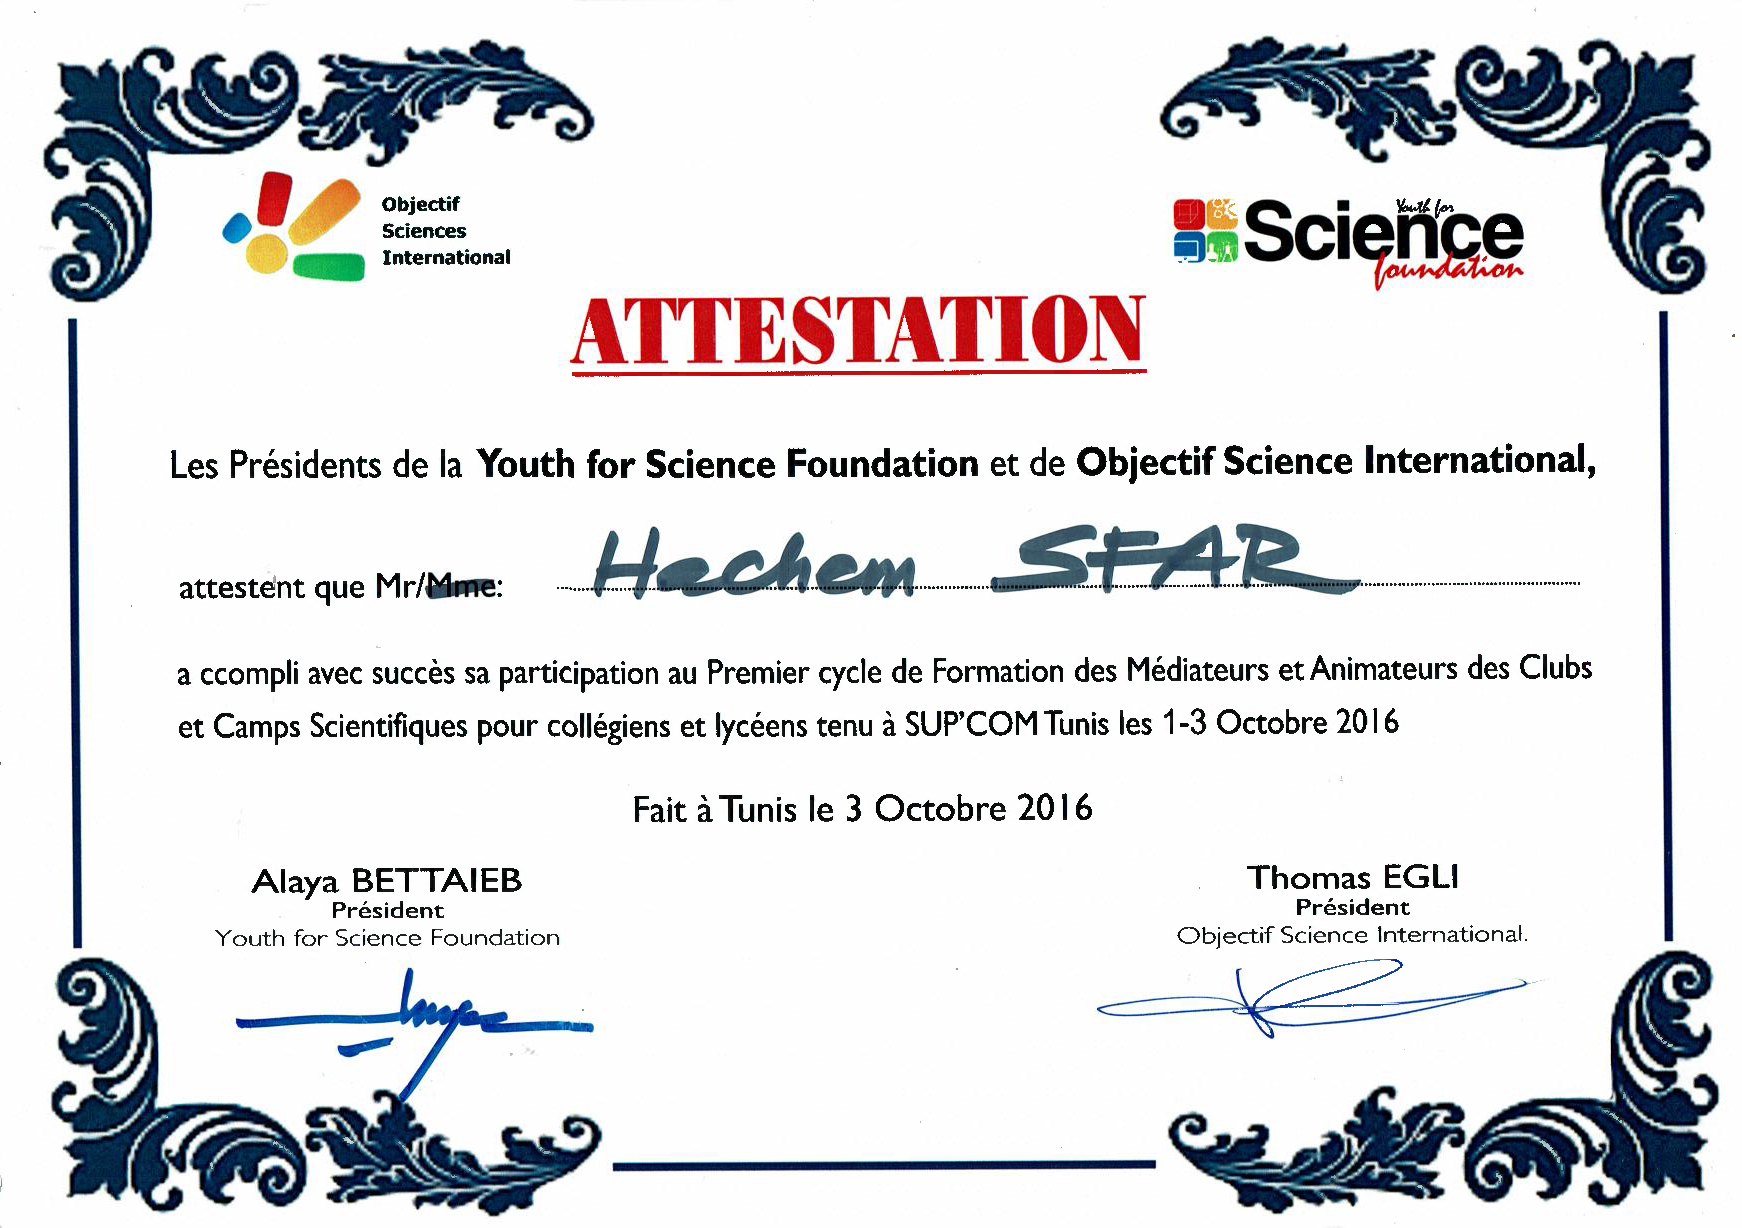 Objectif
Sciences
International
Youth for
Science
foundation
ATTESTATION
Les Présidents de la Youth for Science Foundation et de Objectif Science International,
attestent que Mr/Mme: Hechem SFAR
a ccompli avec succès sa participation au Premier cycle de Formation des Médiateurs et Animateurs des Clubs
et Camps Scientifiques pour collégiens et lycéens tenu à SUP'COM Tunis les 1-3 Octobre 2016
Fait à Tunis le 3 Octobre 2016
Alaya BETTAIEB
Président
Youth for Science Foundation
Thomas EGLI
Président
Objectif Science International.